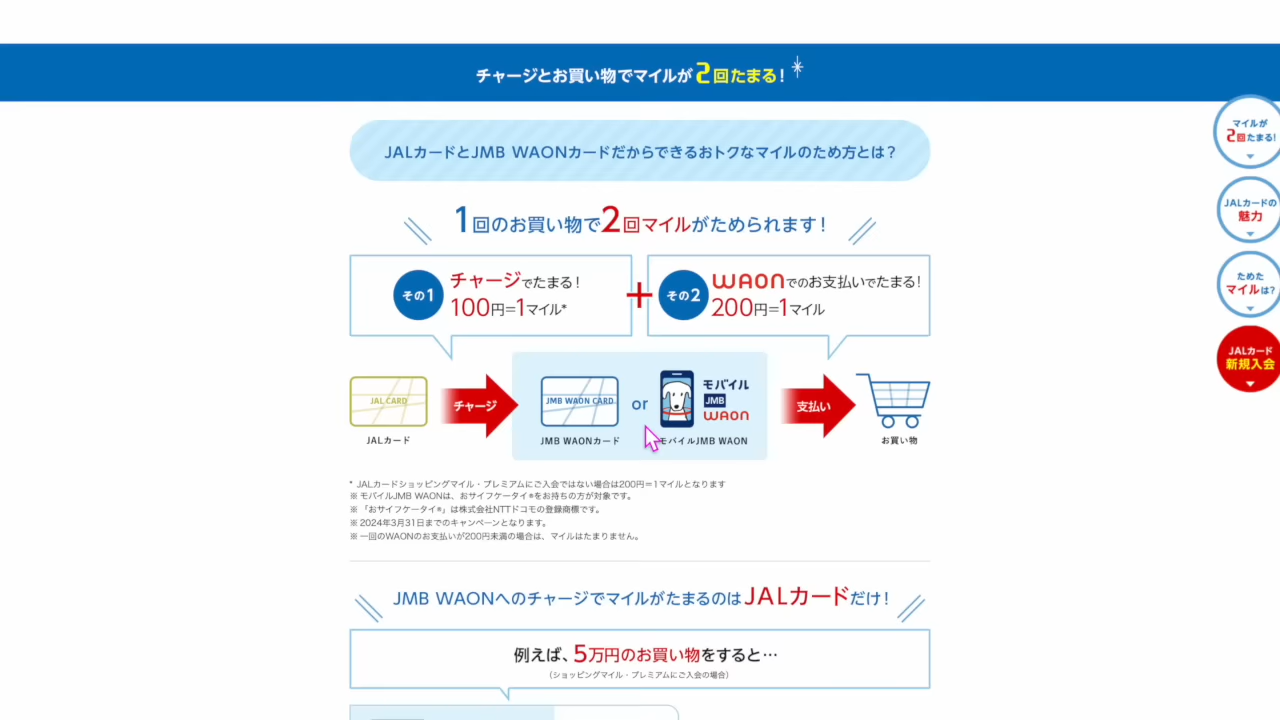 チャージとお買い物でマイルが2回たまる!
JALカードとJMB WAONカードだからできるおトクなマイルのため方とは?
1回のお買い物で2回マイルがためられます!
その1
チャージでたまる!
100円=1マイル*
+
その2
WAONでのお支払いでたまる!
200円=1マイル
JAL CARD
JALカード
チャージ
JMB WAON CARD
JMB WAONカード
or
モバイル
JMB
WAON
モバイルJMB WAON
支払い
お買い物
* JALカードショッピングマイル・プレミアムにご入会ではない場合は200円=1マイルとなります
※ モバイルJMB WAONは、おサイフケータイ®をお持ちの方が対象です。
※ 「おサイフケータイ®」は株式会社NTTドコモの登録商標です。
※ 2024年3月31日までのキャンペーンとなります。
※ 一回のWAONのお支払いが200円未満の場合は、マイルはたまりません。
JMB WAONへのチャージでマイルがたまるのはJALカードだけ!
例えば、5万円のお買い物をすると…
(ショッピングマイル・プレミアムにご入会の場合)
マイルが
2回たまる!
JALカードの
魅力
ためた
マイルは?
JALカード
新規入会